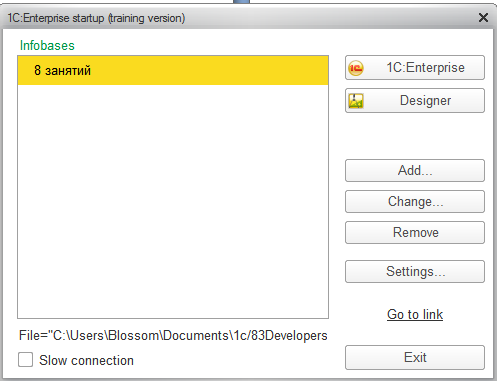 1C:Enterprise startup (training version)
Infobases
8 занятий
1C:Enterprise
Designer
Add...
Change...
Remove
Settings...
Go to link
File="C:\Users\Blossom\Documents\1c/83Developers
Slow connection
Exit